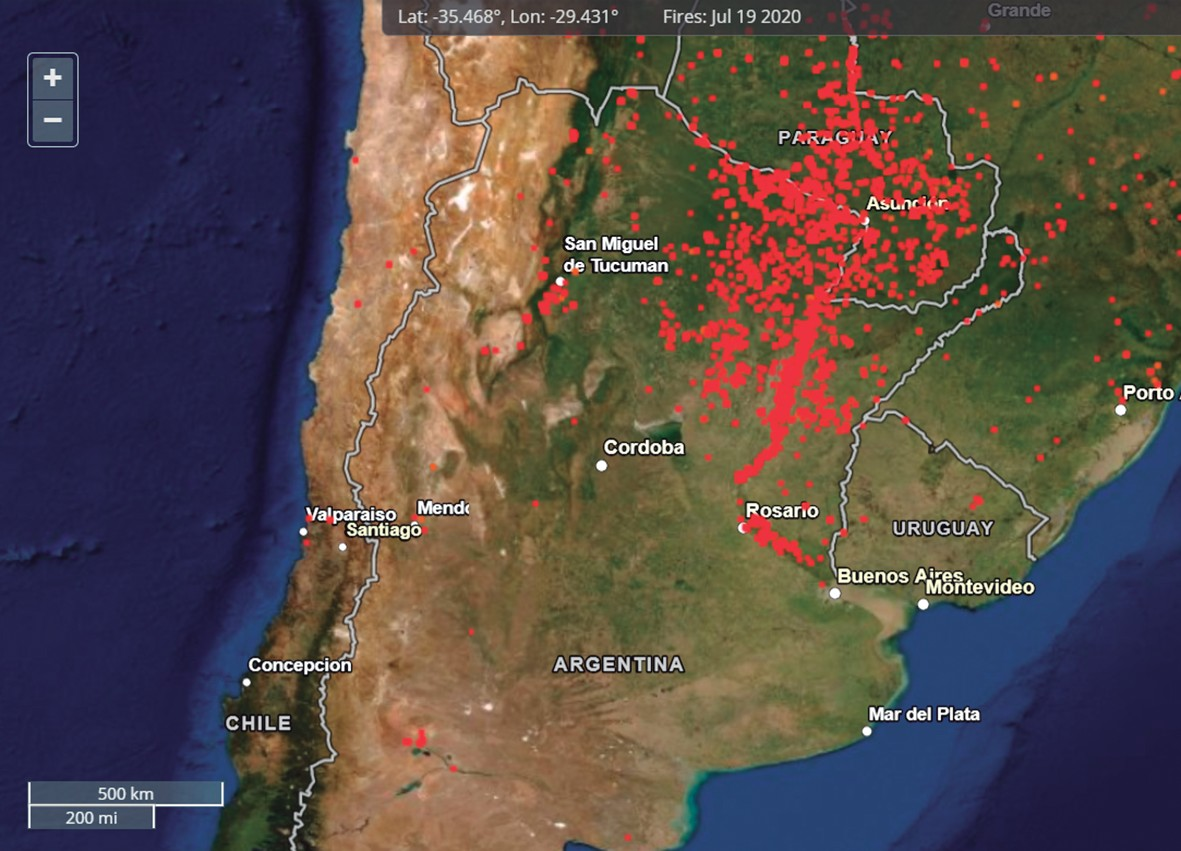 Lat: -35.468°, Lon: -29.431° Fires: Jul 19 2020
Grande
+
−
PARAGUAY
Asuncion
San Miguel
de Tucuman
Porto
Cordoba
Valparaiso
Mend
Santiago
Rosario
URUGUAY
Buenos Aires
Montevideo
Concepcion
ARGENTINA
CHILE
Mar del Plata
500 km
200 mi